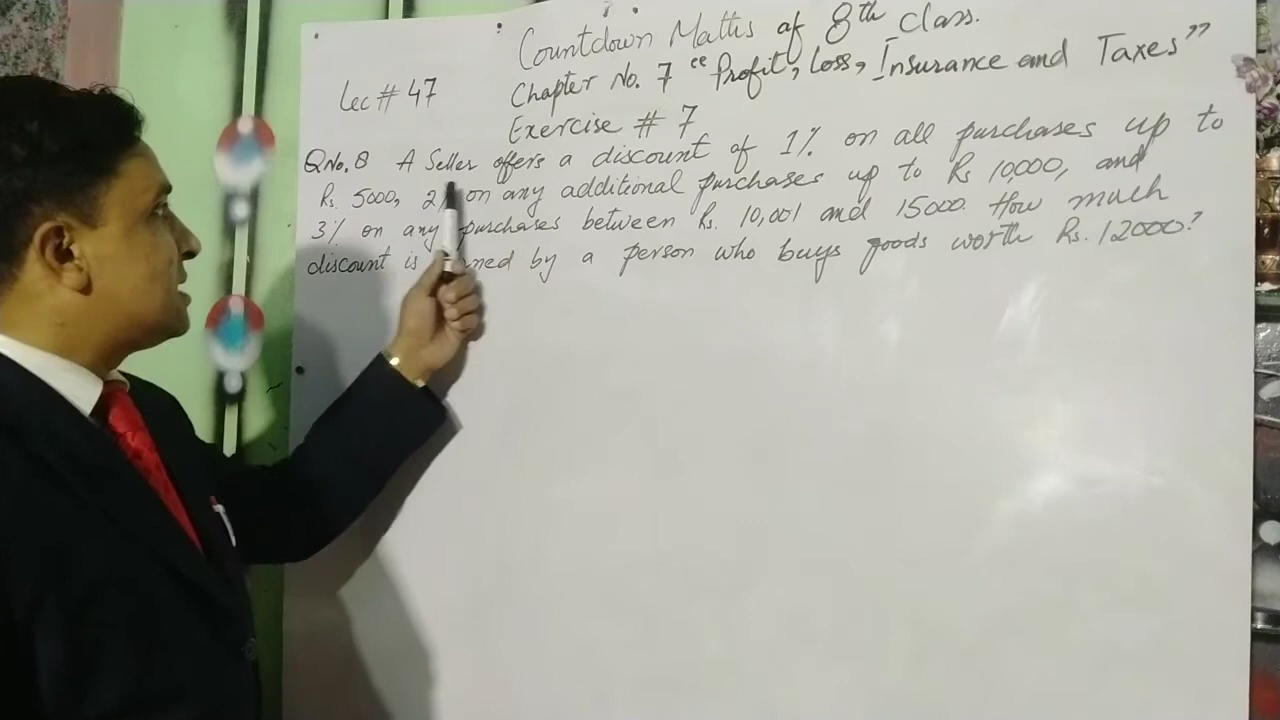 Countdown Maths of 8th Class.
Lec # 47
Chapter No. 7 "Profit, Loss, Insurance and Taxes"
Exercise # 7
Q No. 8 A Seller offers a discount of 1% on all purchases up to
Rs. 5000, 2% on any additional purchases up to Rs 10,000, and
3% on any purchases between Rs. 10,001 and 15000. How much
discount is by a person who buys goods worth Rs. 12000?